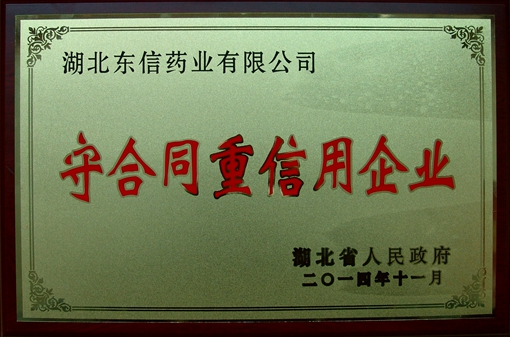 湖北东信药业有限公司
守合同重信用企业
湖北省人民政府
二〇一四年十一月